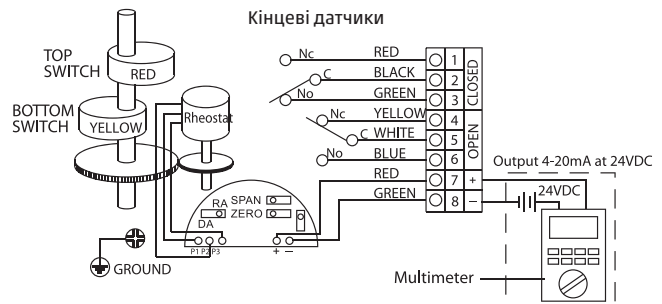 Кінцеві датчики
TOP
SWITCH
RED
BOTTOM
SWITCH
YELLOW
Rheostat
Nc
RED
1
C
BLACK
2
No
GREEN
3
CLOSED
Nc
YELLOW
4
C
WHITE
5
No
BLUE
6
OPEN
RED
7
+
GREEN
8
–
Output 4-20mA at 24VDC
24VDC
RA
SPAN
ZERO
DA
P1 P2 P3
+ –
GROUND
Multimeter